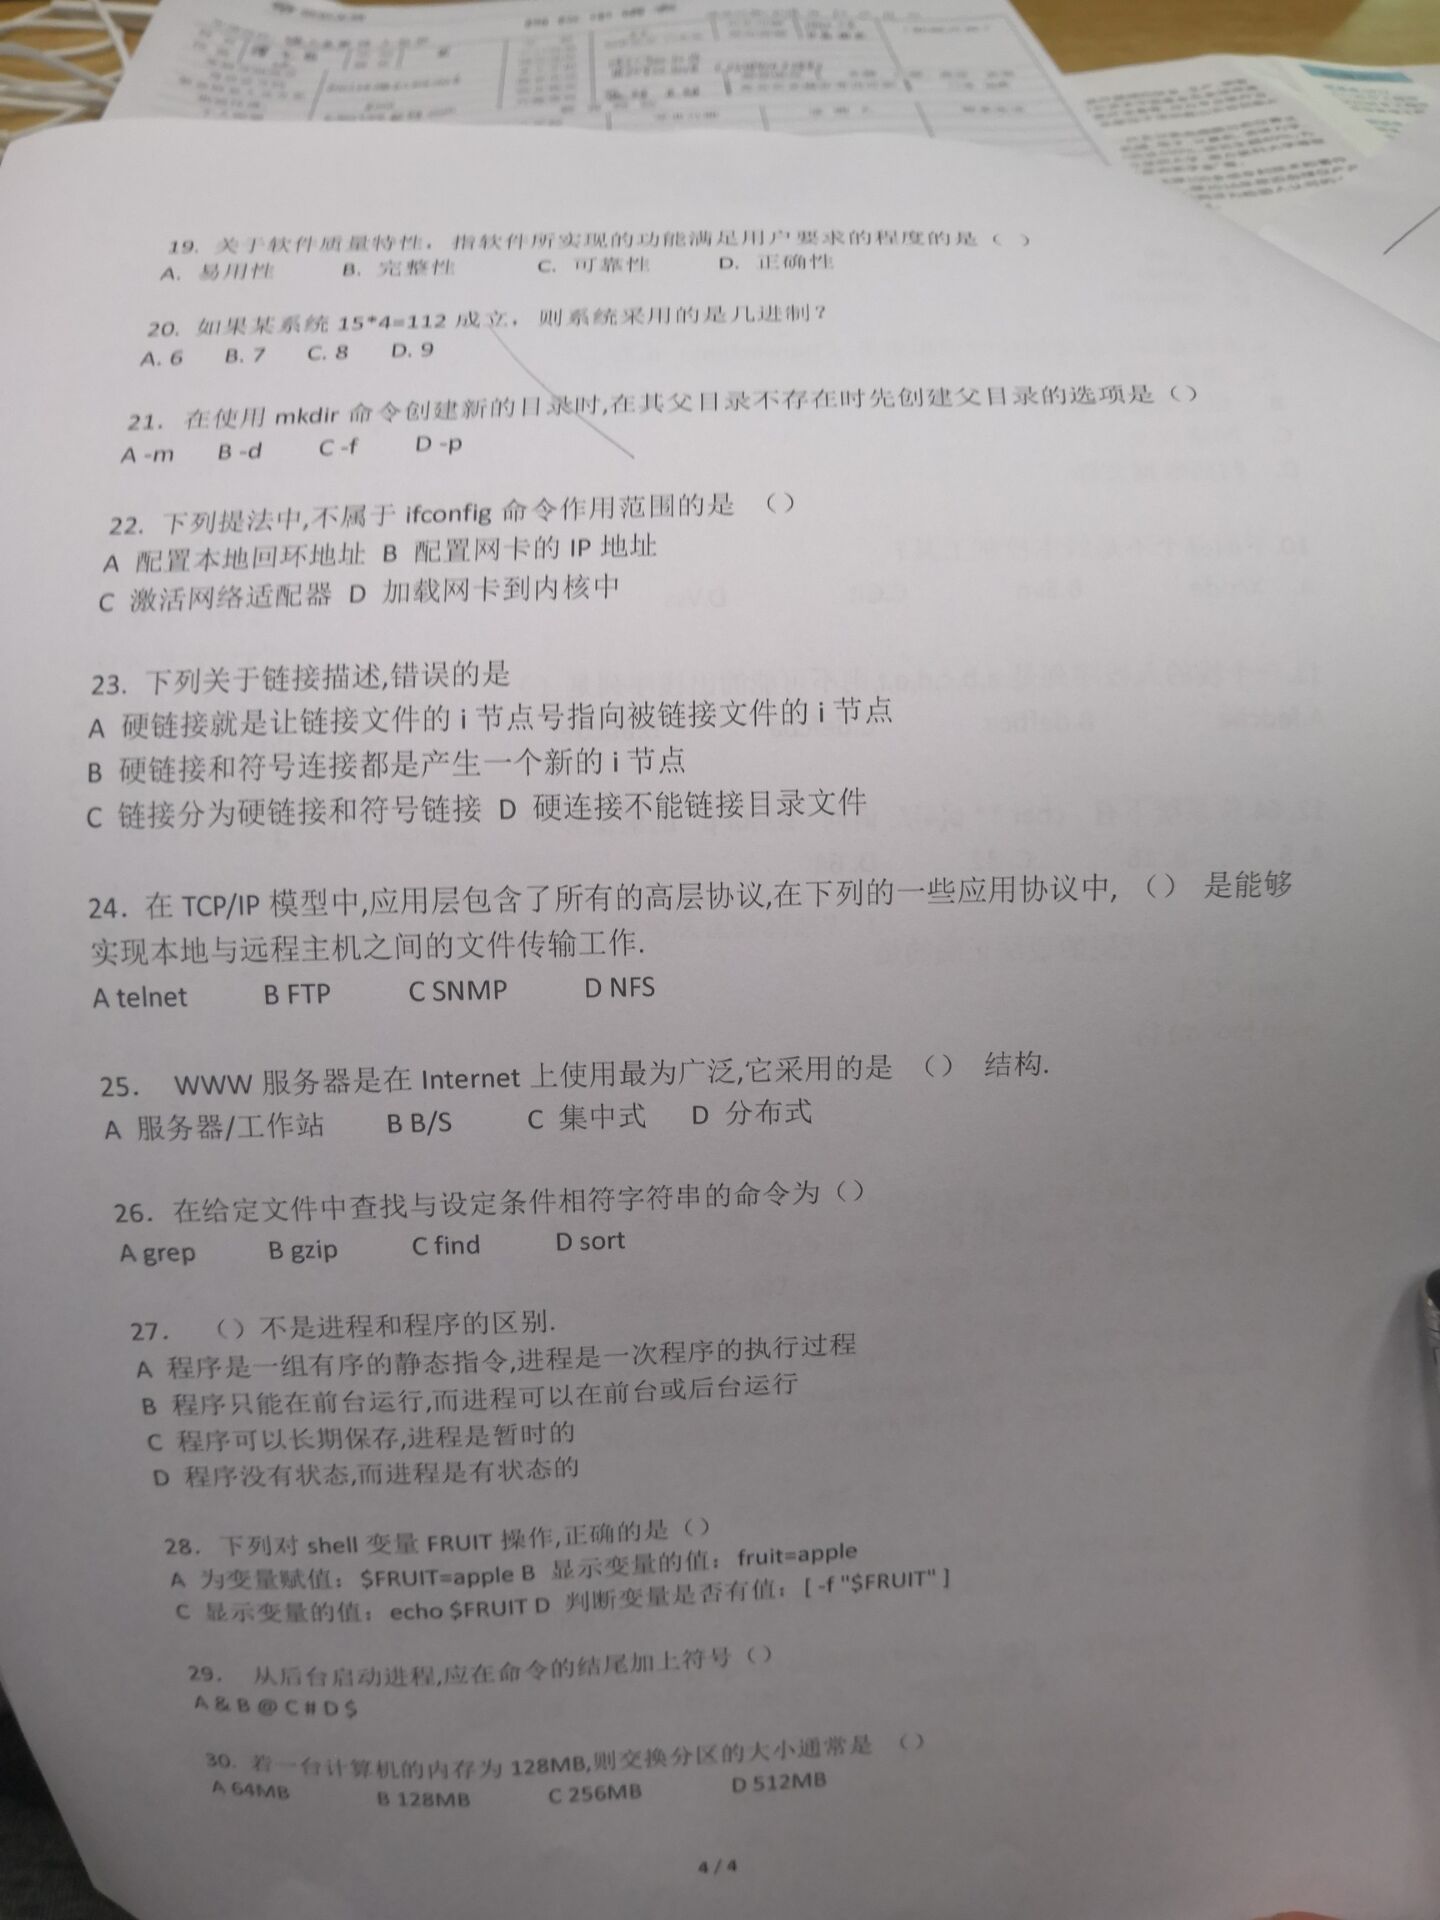 19. 关于软件质量特性，指软件所实现的功能满足用户要求的程度的是（ ）
A. 易用性 B. 完整性 C. 可靠性 D. 正确性
20. 如果某系统 15*4=112 成立，则系统采用的是几进制？
A. 6 B. 7 C. 8 D. 9
21. 在使用 mkdir 命令创建新的目录时,在其父目录不存在时先创建父目录的选项是（）
A -m B -d C -f D -p
22. 下列提法中,不属于 ifconfig 命令作用范围的是 （）
A 配置本地回环地址 B 配置网卡的 IP 地址
C 激活网络适配器 D 加载网卡到内核中
23. 下列关于链接描述,错误的是
A 硬链接就是让链接文件的 i 节点号指向被链接文件的 i 节点
B 硬链接和符号连接都是产生一个新的 i 节点
C 链接分为硬链接和符号链接 D 硬连接不能链接目录文件
24. 在 TCP/IP 模型中,应用层包含了所有的高层协议,在下列的一些应用协议中, （） 是能够
实现本地与远程主机之间的文件传输工作.
A telnet B FTP C SNMP D NFS
25. WWW 服务器是在 Internet 上使用最为广泛,它采用的是 （） 结构.
A 服务器/工作站 B B/S C 集中式 D 分布式
26. 在给定文件中查找与设定条件相符字符串的命令为（）
A grep B gzip C find D sort
27. （）不是进程和程序的区别.
A 程序是一组有序的静态指令,进程是一次程序的执行过程
B 程序只能在前台运行,而进程可以在前台或后台运行
C 程序可以长期保存,进程是暂时的
D 程序没有状态,而进程是有状态的
28. 下列对 shell 变量 FRUIT 操作,正确的是（）
A 为变量赋值：$FRUIT=apple B 显示变量的值：fruit=apple
C 显示变量的值：echo $FRUIT D 判断变量是否有值：[ -f "$FRUIT" ]
29. 从后台启动进程,应在命令的结尾加上符号（）
A & B @ C # D $
30. 若一台计算机的内存为 128MB,则交换分区的大小通常是 （）
A 64MB B 128MB C 256MB D 512MB
4 / 4